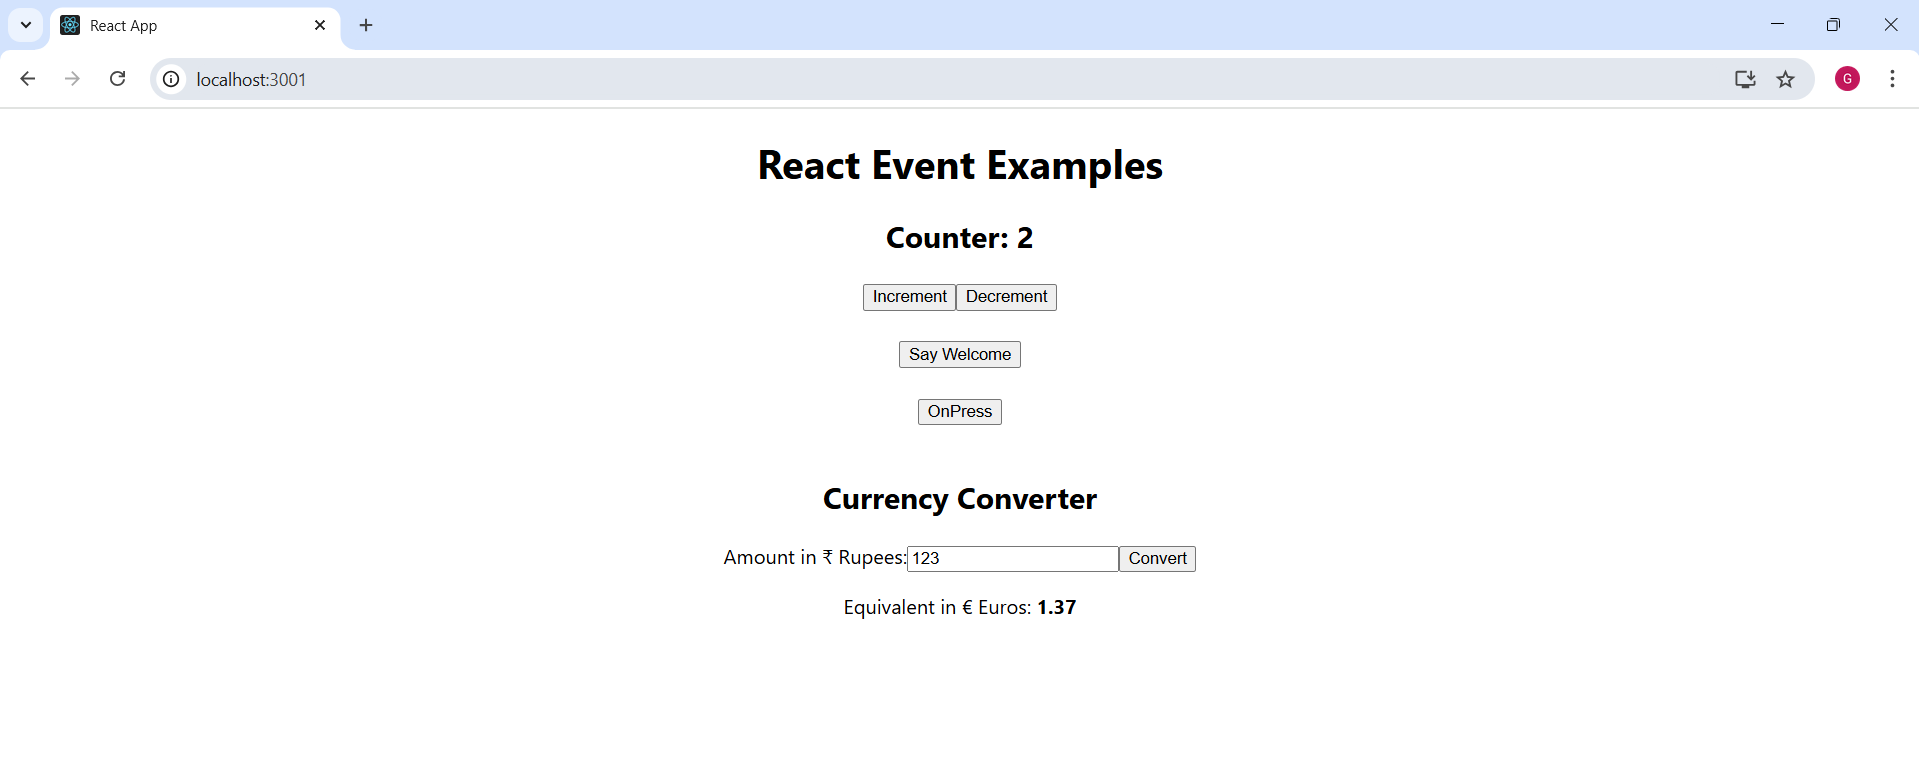 React App
localhost:3001
G
React Event Examples
Counter: 2
Increment Decrement
Say Welcome
OnPress
Currency Converter
Amount in ₹ Rupees: 123 Convert
Equivalent in € Euros: 1.37